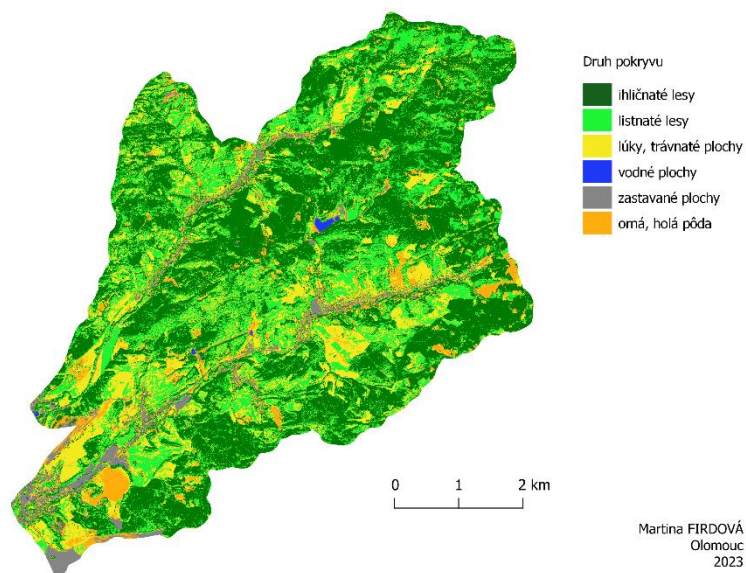 Druh pokryvu
ihličnaté lesy
listnaté lesy
lúky, trávnaté plochy
vodné plochy
zastavané plochy
orná, holá pôda
0 1 2 km
Martina FIRDOVÁ
Olomouc
2023